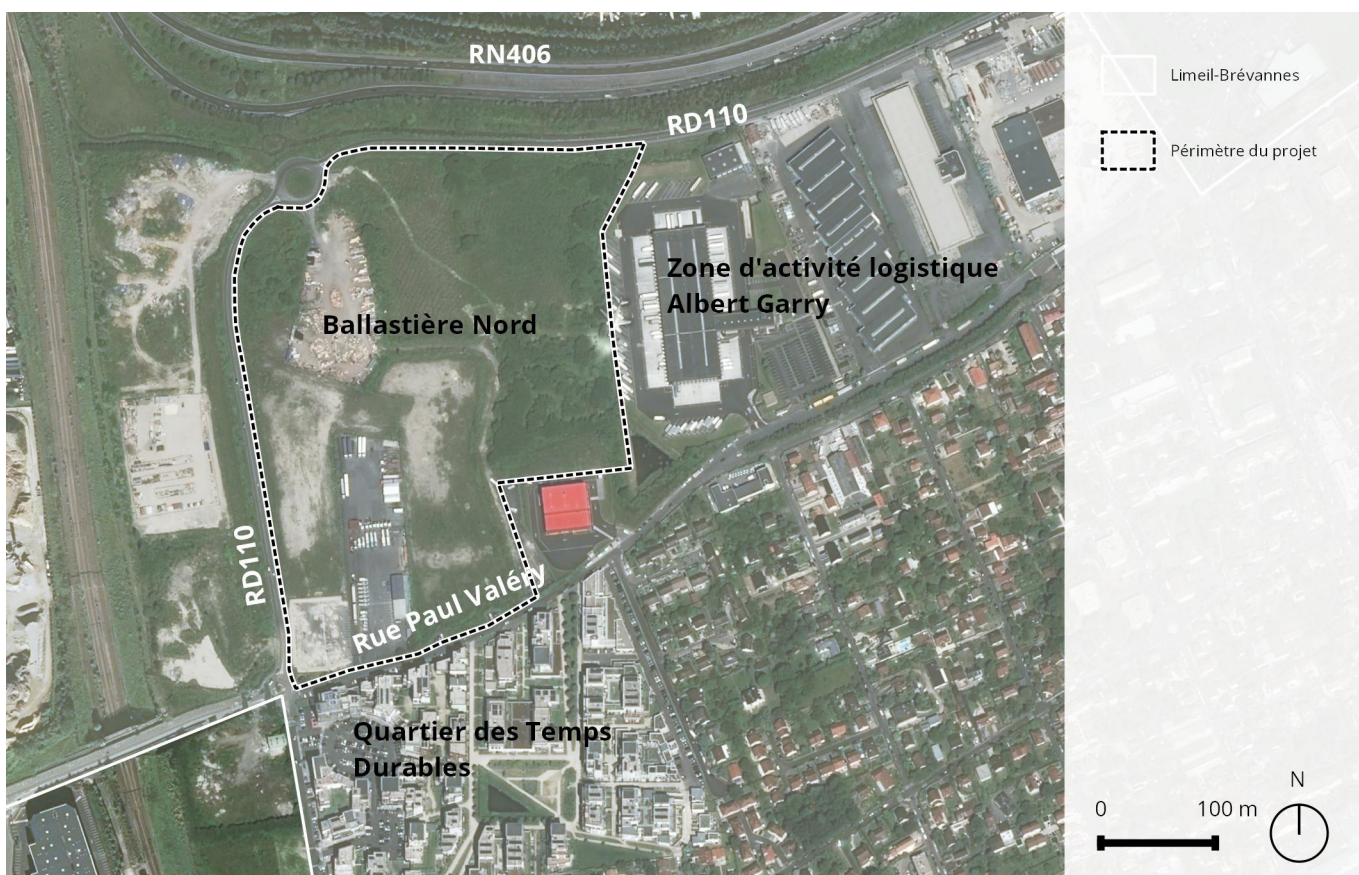 RN406
RD110
Limeil-Brévannes
Périmètre du projet
Zone d'activité logistique
Albert Garry
Ballastière Nord
RD110
Rue Paul Valéry
Quartier des Temps
Durables
N
0 100 m